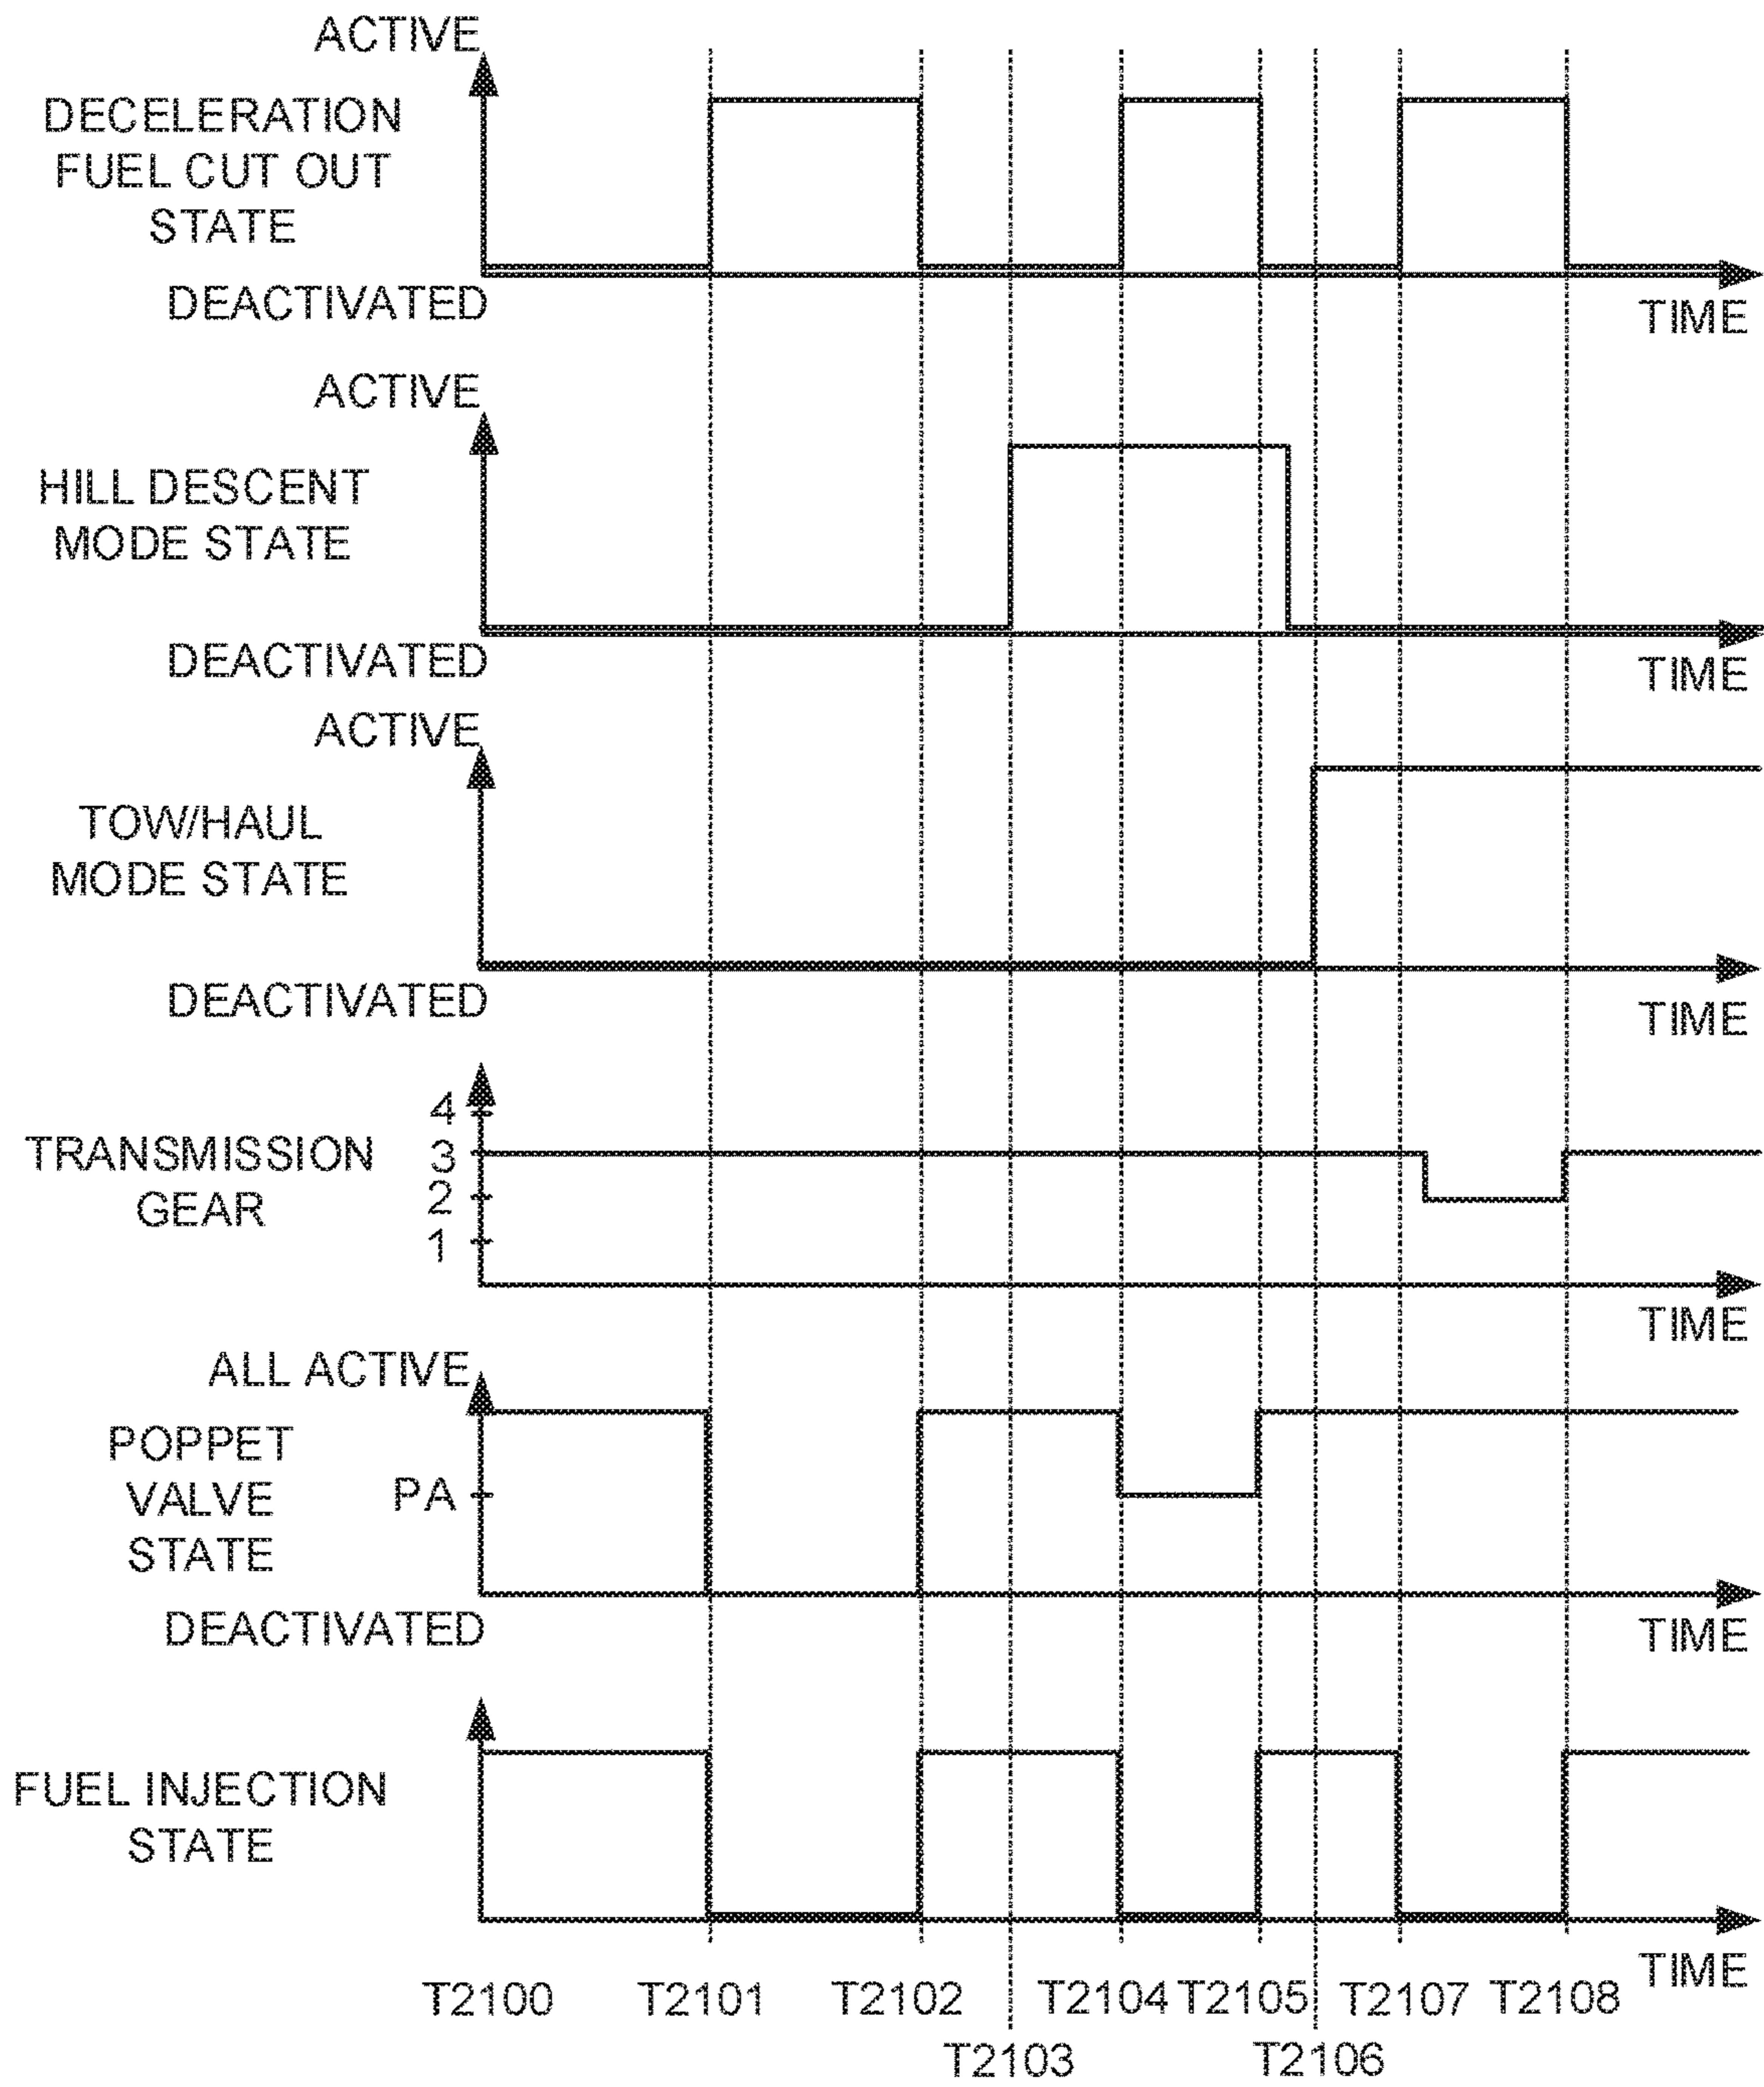 ACTIVE
DECELERATION
FUEL CUT OUT
STATE
DEACTIVATED
TIME
ACTIVE
HILL DESCENT
MODE STATE
DEACTIVATED
TIME
ACTIVE
TOW/HAUL
MODE STATE
DEACTIVATED
TIME
4
TRANSMISSION
3
GEAR
2
1
TIME
ALL ACTIVE
POPPET
VALVE
PA
STATE
DEACTIVATED
TIME
FUEL INJECTION
STATE
TIME
T2100 T2101 T2102 T2104 T2105 T2107 T2108
T2103 T2106